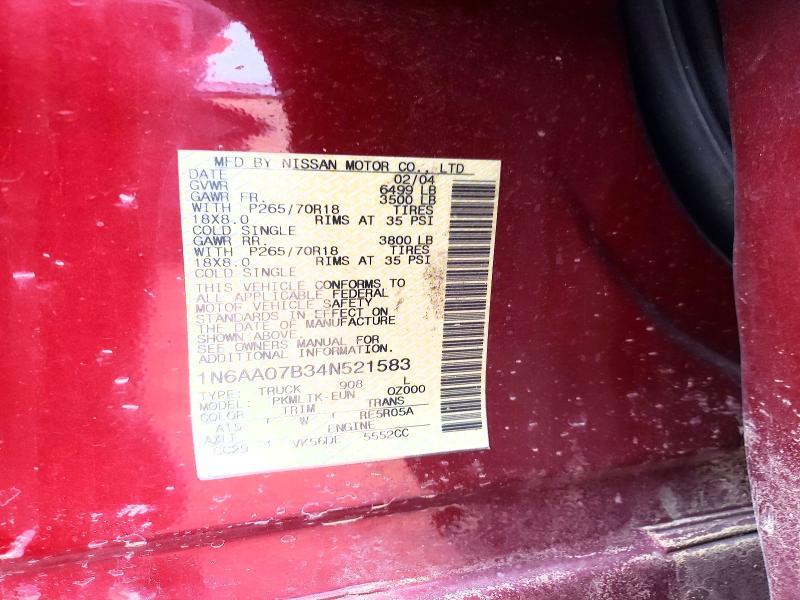 MFD BY NISSAN MOTOR CO., LTD
DATE 02/04
GVWR 6499 LB
GAWR FR. 3500 LB
WITH P265/70R18 TIRES
18X8.0 RIMS AT 35 PSI
COLD SINGLE
GAWR RR. 3800 LB
WITH P265/70R18 TIRES
18X8.0 RIMS AT 35 PSI
COLD SINGLE
THIS VEHICLE CONFORMS TO
ALL APPLICABLE FEDERAL
MOTOR VEHICLE SAFETY
STANDARDS IN EFFECT ON
THE DATE OF MANUFACTURE
SHOWN ABOVE
SEE OWNERS MANUAL FOR
ADDITIONAL INFORMATION
1N6AA07B34N521583
TYPE: TRUCK 908 L
MODEL: PKMLTK-EUN 0Z000
COLOR TRIM TRANS
A15 W RE5R05A
AXLE ENGINE
CC29 VK56DE 5552CC